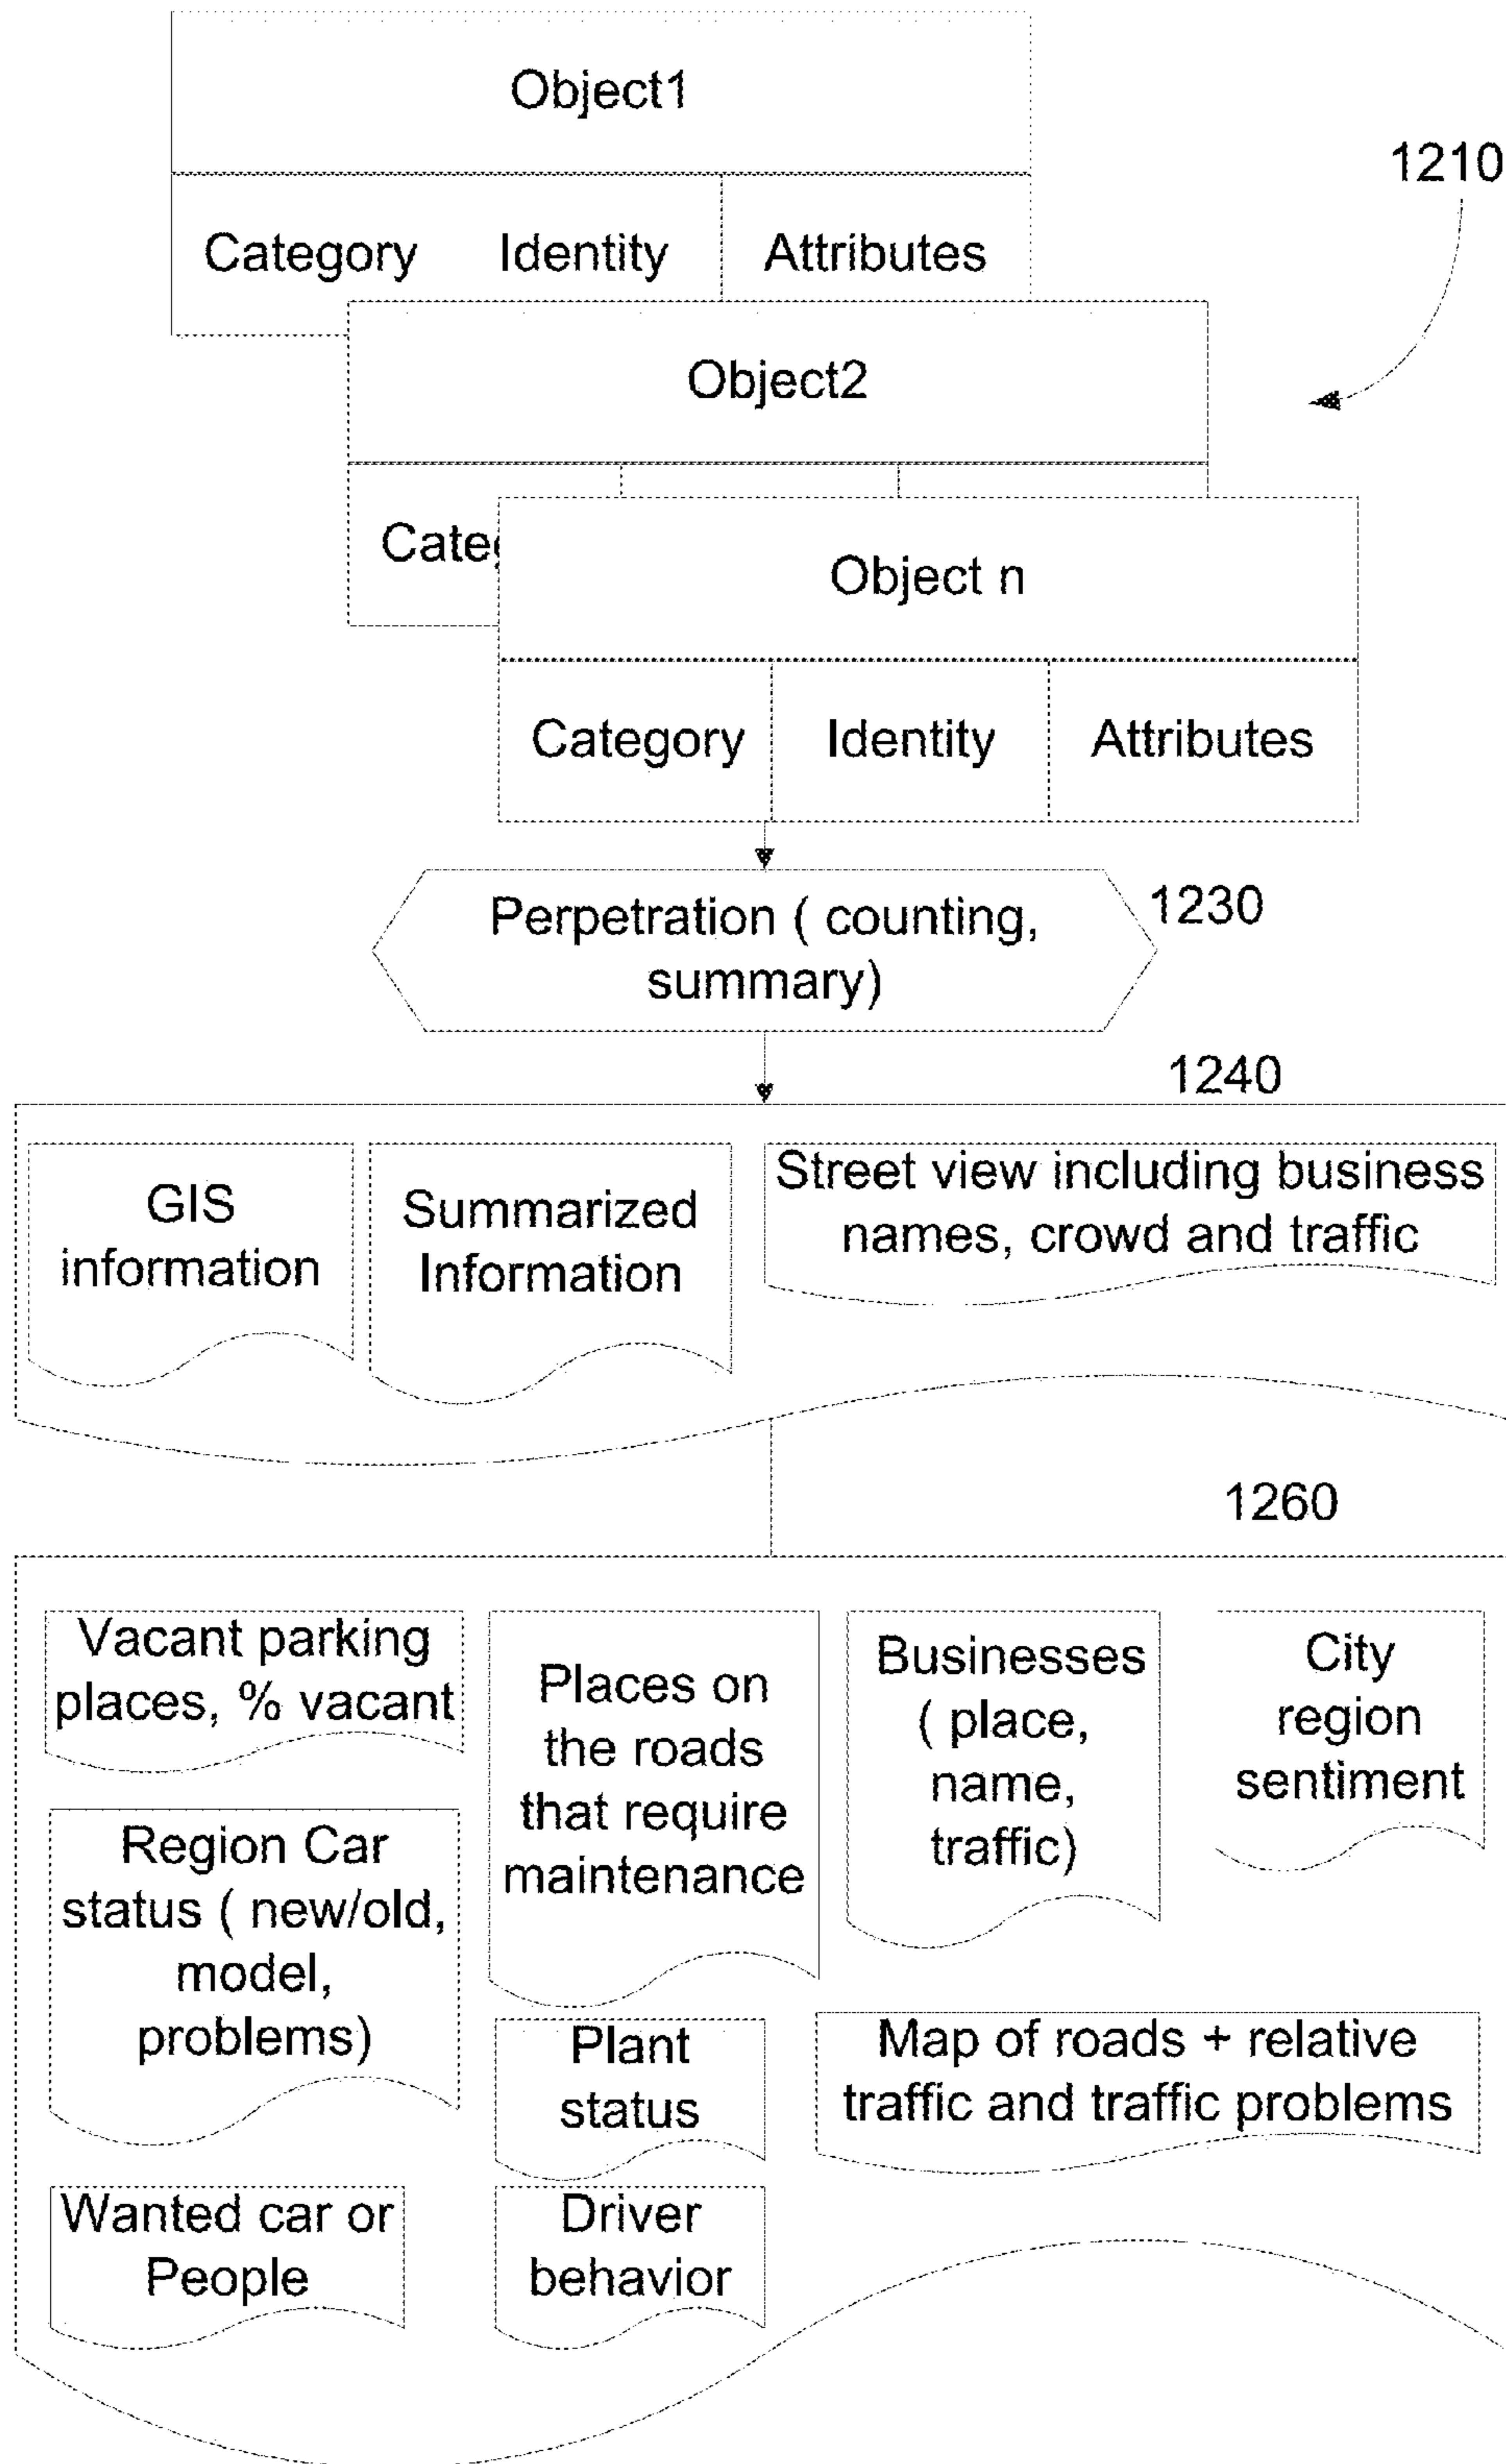 Object1
1210
Category Identity Attributes
Object2
Object n
Category Identity Attributes
Perpetration ( counting,
summary)
1230
1240
GIS
information
Summarized
Information
Street view including business
names, crowd and traffic
1260
Vacant parking
places, % vacant
Places on
the roads
that require
maintenance
Businesses
( place,
name,
traffic)
City
region
sentiment
Region Car
status ( new/old,
model,
problems)
Plant
status
Map of roads + relative
traffic and traffic problems
Wanted car or
People
Driver
behavior